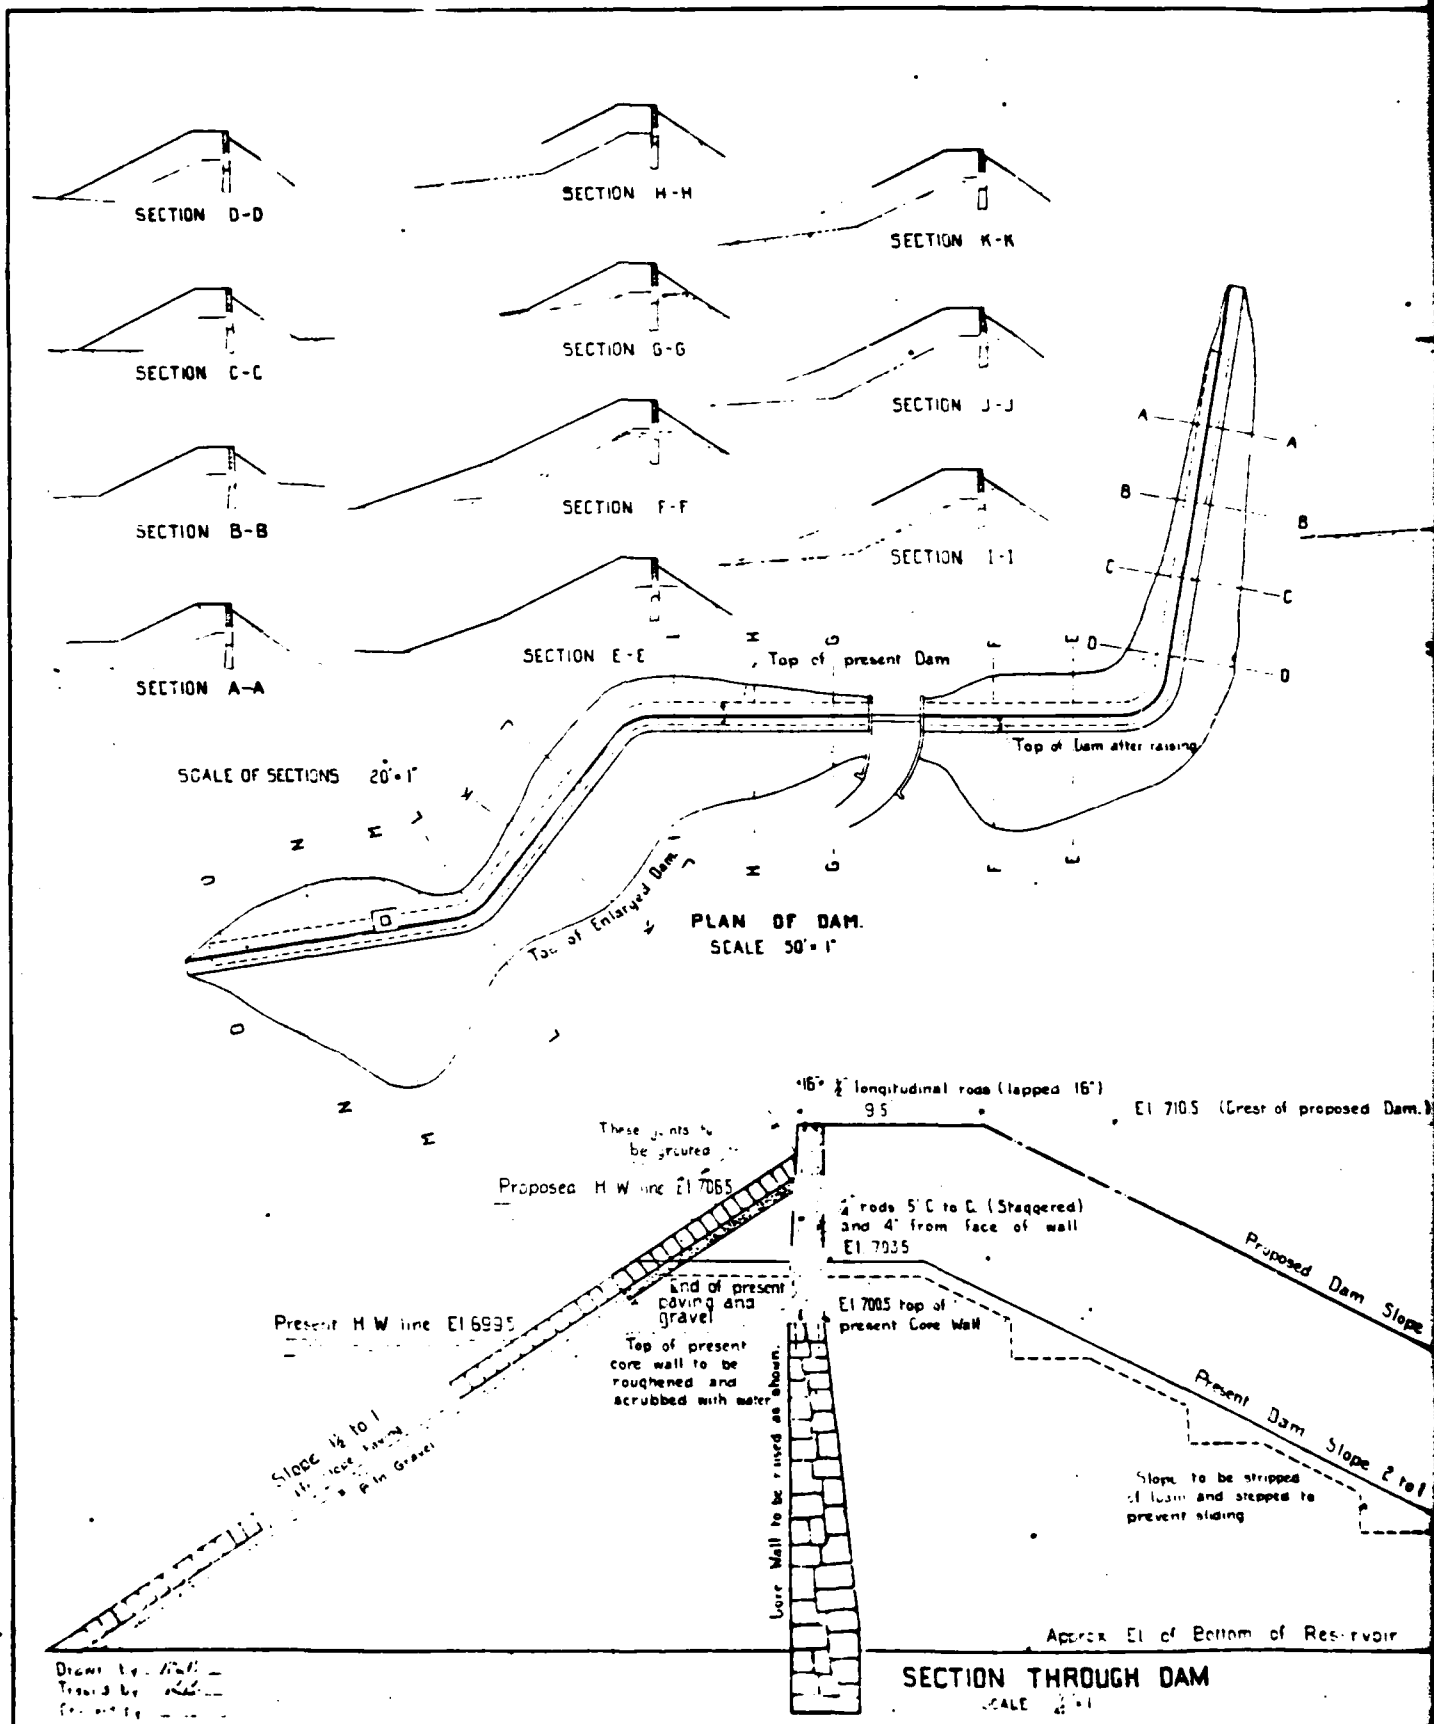 SECTION D-D
SECTION H-H
SECTION K-K
SECTION C-C
SECTION G-G
SECTION J-J
SECTION B-B
SECTION F-F
SECTION I-I
SECTION A-A
SECTION E-E
A
A
B
B
C
C
D
D
I
H
G
F
E
Top of present Dam
Top of Dam after raising
SCALE OF SECTIONS 20'=1"
O
N
M
L
K
J
H
G
F
E
Toe of Enlarged Dam
PLAN OF DAM.
SCALE 50'=1"
O
N
M
L
K
J
I
16"
½" longitudinal rods (lapped 16")
9.5
El 710.5 (Crest of proposed Dam.)
These joints to
be grouted
Proposed H W line El 706.5
rods 5' C to C. (Staggered)
and 4" from face of wall
El. 703.5
Proposed Dam Slope
End of present
paving and
gravel
El 700.5 top of
present Core Wall
Present H W line El 699.5
Top of present
core wall to be
roughened and
scrubbed with water
Core Wall to be raised as shown.
Present Dam Slope 2 to 1
Slope 1½ to 1
Gravel
Slope to be stripped
of loam and stepped to
prevent sliding
Approx El of Bottom of Reservoir
Drawn by
Traced by
SECTION THROUGH DAM
SCALE